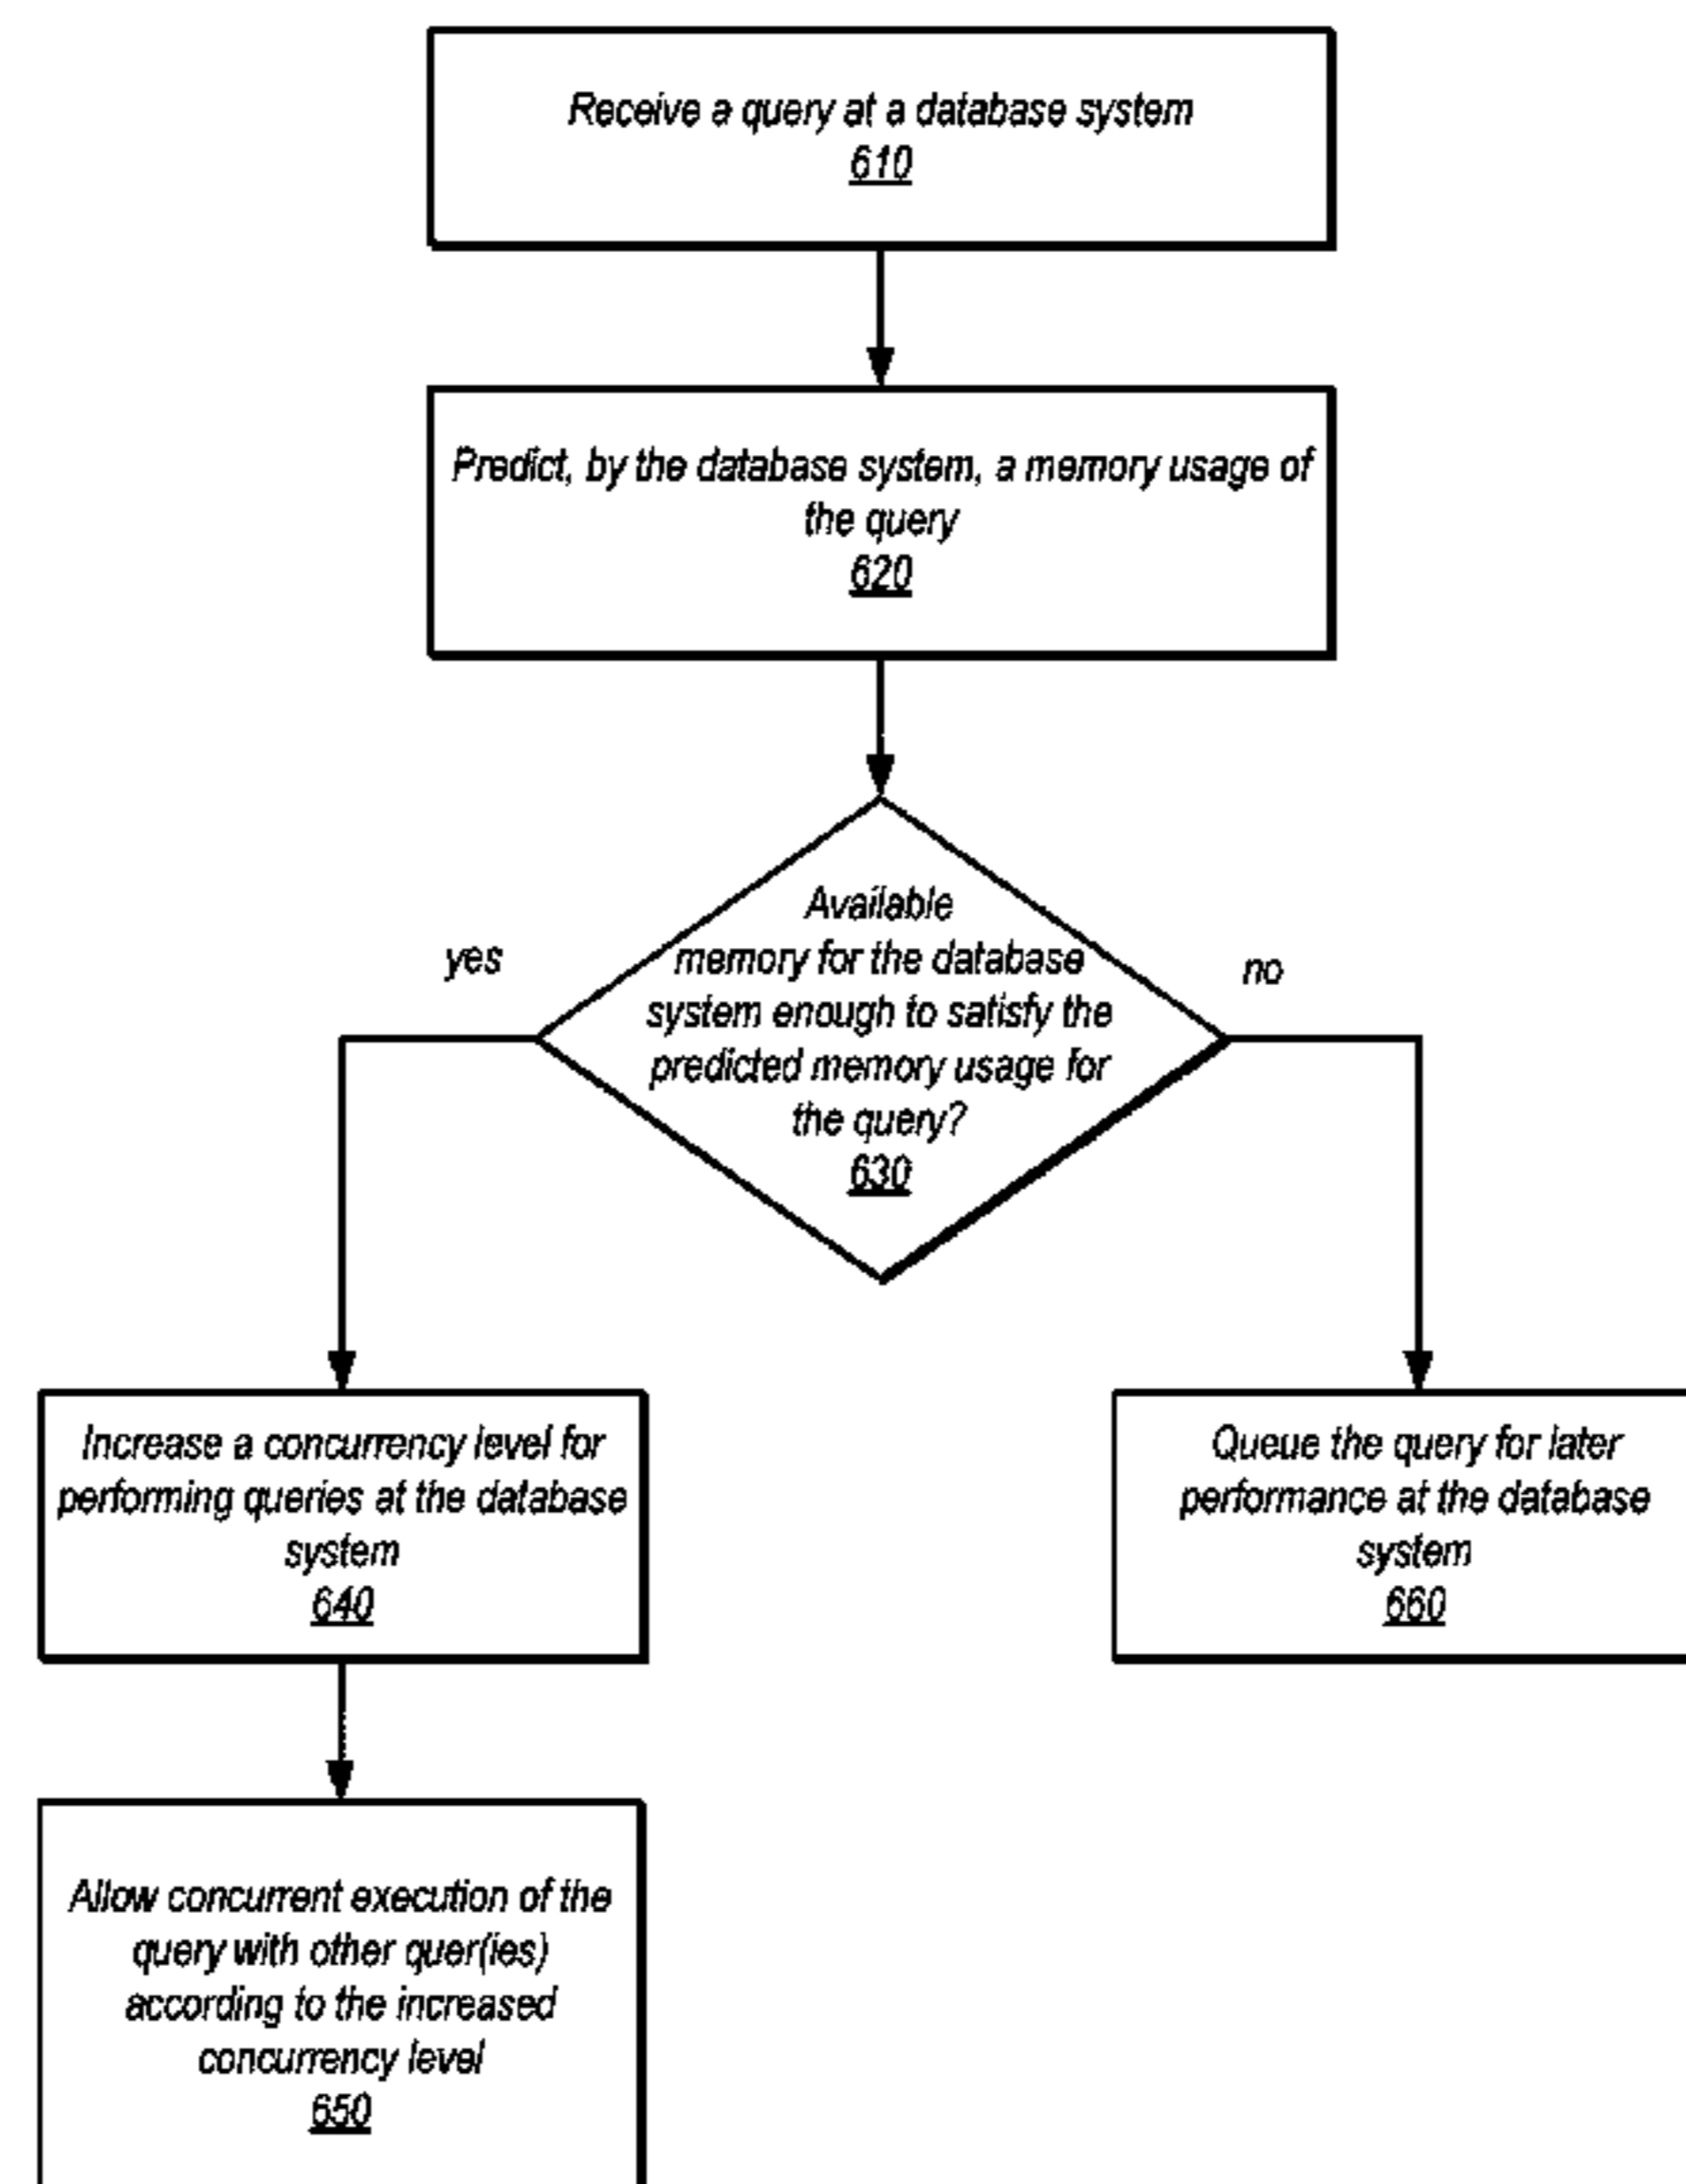 Receive a query at a database system
610
Predict, by the database system, a memory usage of
the query
620
Available
memory for the database
system enough to satisfy the
predicted memory usage for
the query?
630
yes
no
Increase a concurrency level for
performing queries at the database
system
640
Queue the query for later
performance at the database
system
660
Allow concurrent execution of the
query with other quer(ies)
according to the increased
concurrency level
650